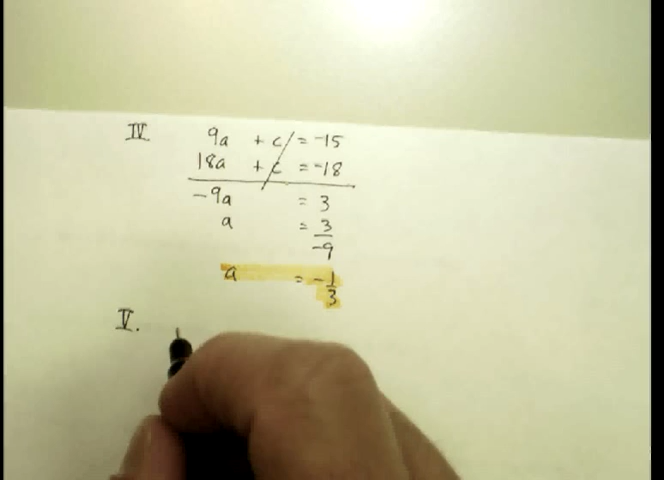 IV 9a + c = -15
18a + c = -18
-9a = 3
a = 3/-9
a = -1/3
V.